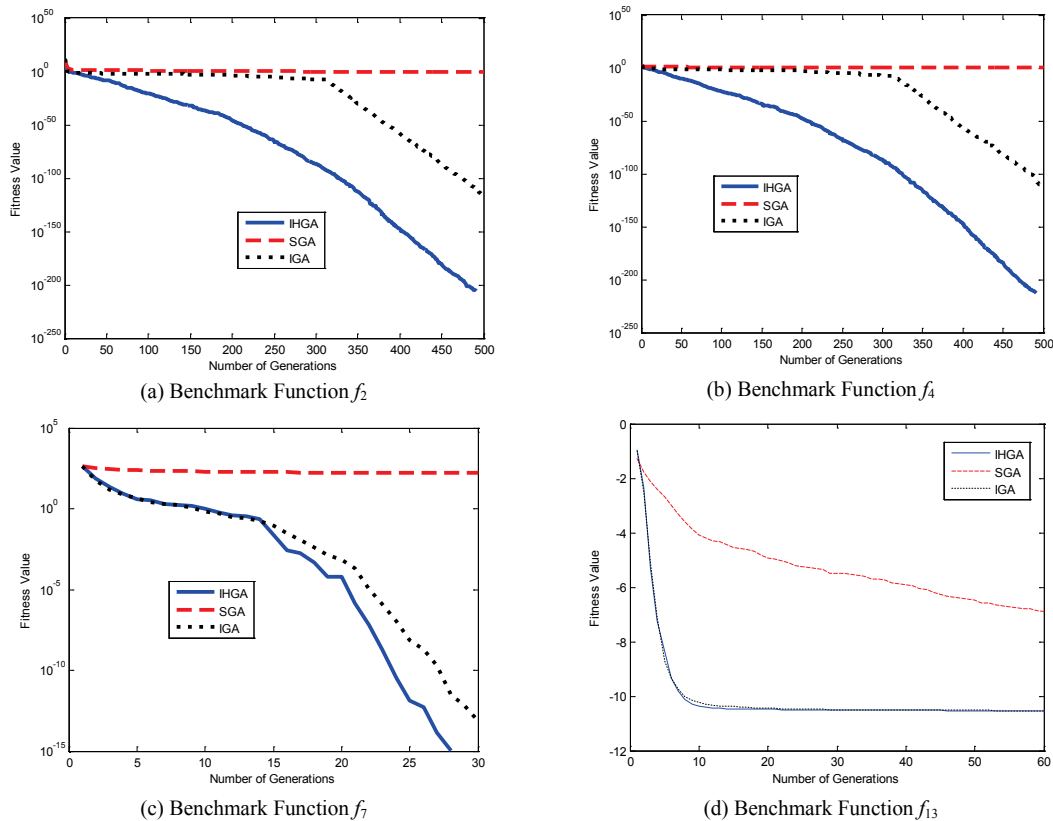 10^50
10^0
10^-50
10^-100
10^-150
10^-200
10^-250
Fitness Value
IHGA
SGA
IGA
0 50 100 150 200 250 300 350 400 450 500
Number of Generations
(a) Benchmark Function f2
10^50
10^0
10^-50
10^-100
10^-150
10^-200
10^-250
Fitness Value
IHGA
SGA
IGA
0 50 100 150 200 250 300 350 400 450 500
Number of Generations
(b) Benchmark Function f4
10^5
10^0
10^-5
10^-10
10^-15
Fitness Value
IHGA
SGA
IGA
0 5 10 15 20 25 30
Number of Generations
(c) Benchmark Function f7
0
-2
-4
-6
-8
-10
-12
Fitness Value
IHGA
SGA
IGA
0 10 20 30 40 50 60
Number of Generations
(d) Benchmark Function f13